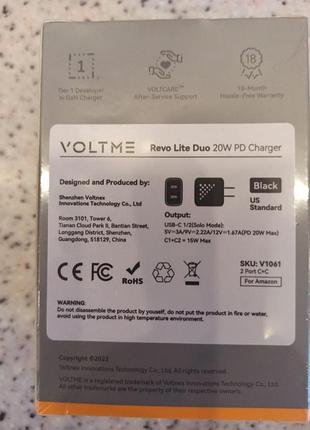 1
Tier 1 Developer
in GaN Charger
VOLTCARE™
After-Service Support
18
18-Month
Hassle-Free Warranty
VOLTME
Revo Lite Duo 20W PD Charger
Designed and Produced by:
Shenzhen Voltnex
Innovations Technology Co., Ltd
Room 3101, Tower 6,
Tianan Cloud Park II, Bantian Street,
Longgang District, Shenzhen,
Guangdong, 518129, China
Black
US
Standard
Output:
USB-C 1/2(Solo Mode):
5V=3A/9V=2.22A/12V=1.67A(PD 20W Max)
C1+C2 = 15W Max
CE FC RoHS
SKU: V1061
2 Port C+C
For Amazon
WARNING:
Do not disassemble the product by yourself, do not put the product in fire or water,
avoid using the product in high temperature environment.
Copyright ©2022
Voltnex Innovations Technology Co., Ltd. All rights reserved.
VOLTME is a registered trademark of Voltnex Innovations Technology Co., Ltd.
All other trademarks are the property of their respective owners.